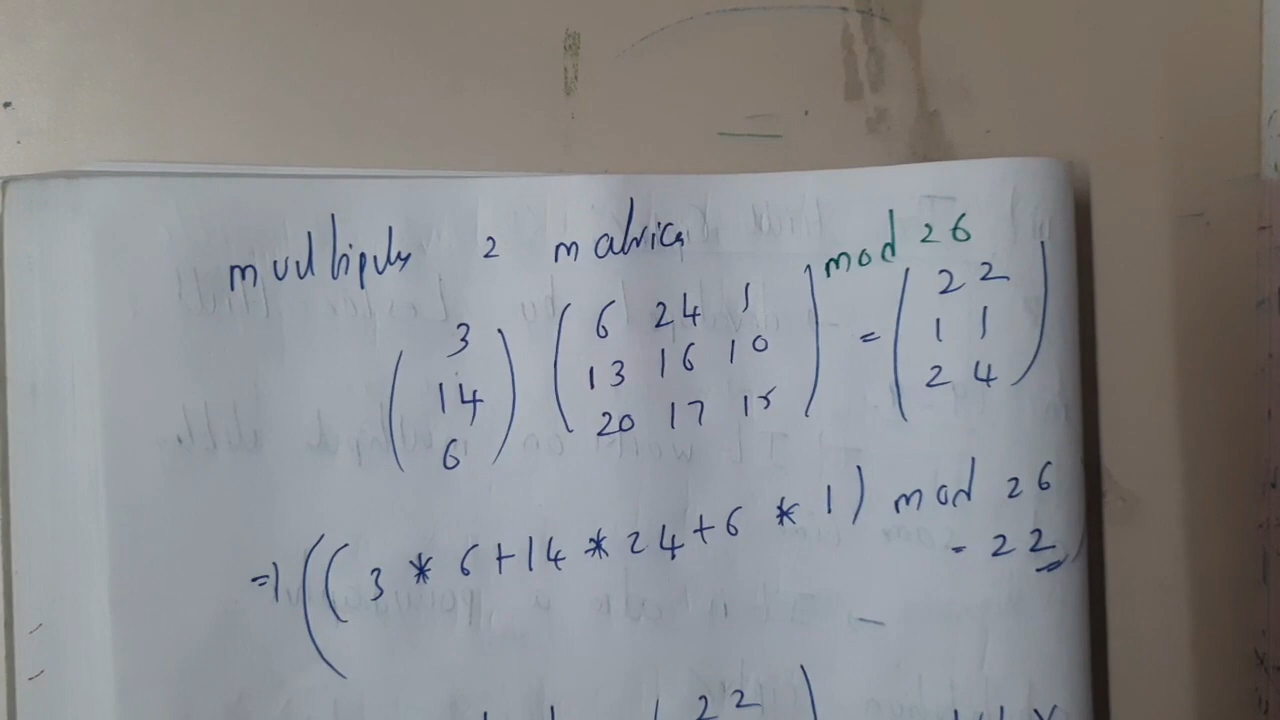 multiply 2 matrices
( 3 14 6 ) ( 6 24 1 13 16 10 20 17 15 ) mod 26 = ( 22 11 24 )
=> ( ( 3 * 6 + 14 * 24 + 6 * 1 ) mod 26
= 22
22